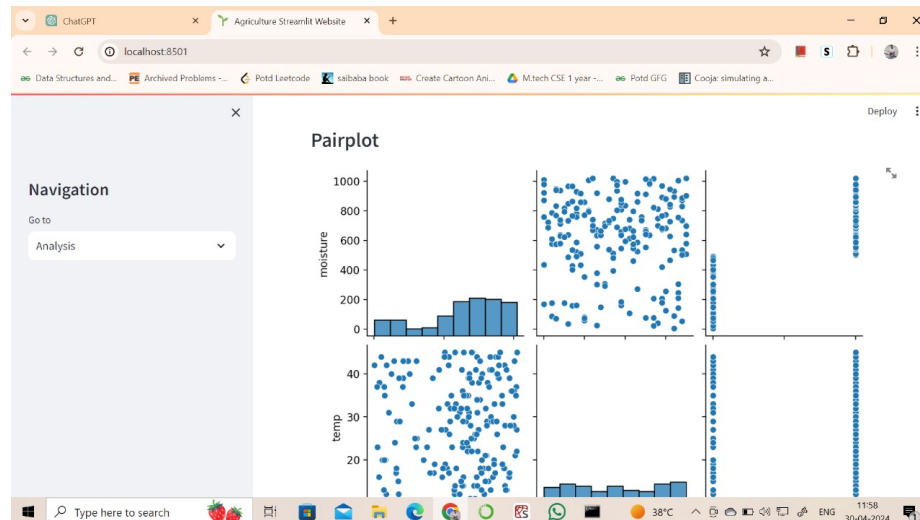 ChatGPT
Agriculture Streamlit Website
localhost:8501
S
Data Structures and...
PE Archived Problems -...
Potd Leetcode
saibaba book
Create Cartoon Ani...
M.tech CSE 1 year -...
Potd GFG
Cooja: simulating a...
Deploy
Navigation
Go to
Analysis
Pairplot
1000
800
600
400
200
0
moisture
40
30
20
temp
Type here to search
38°C
ENG
11:58
30-04-2024